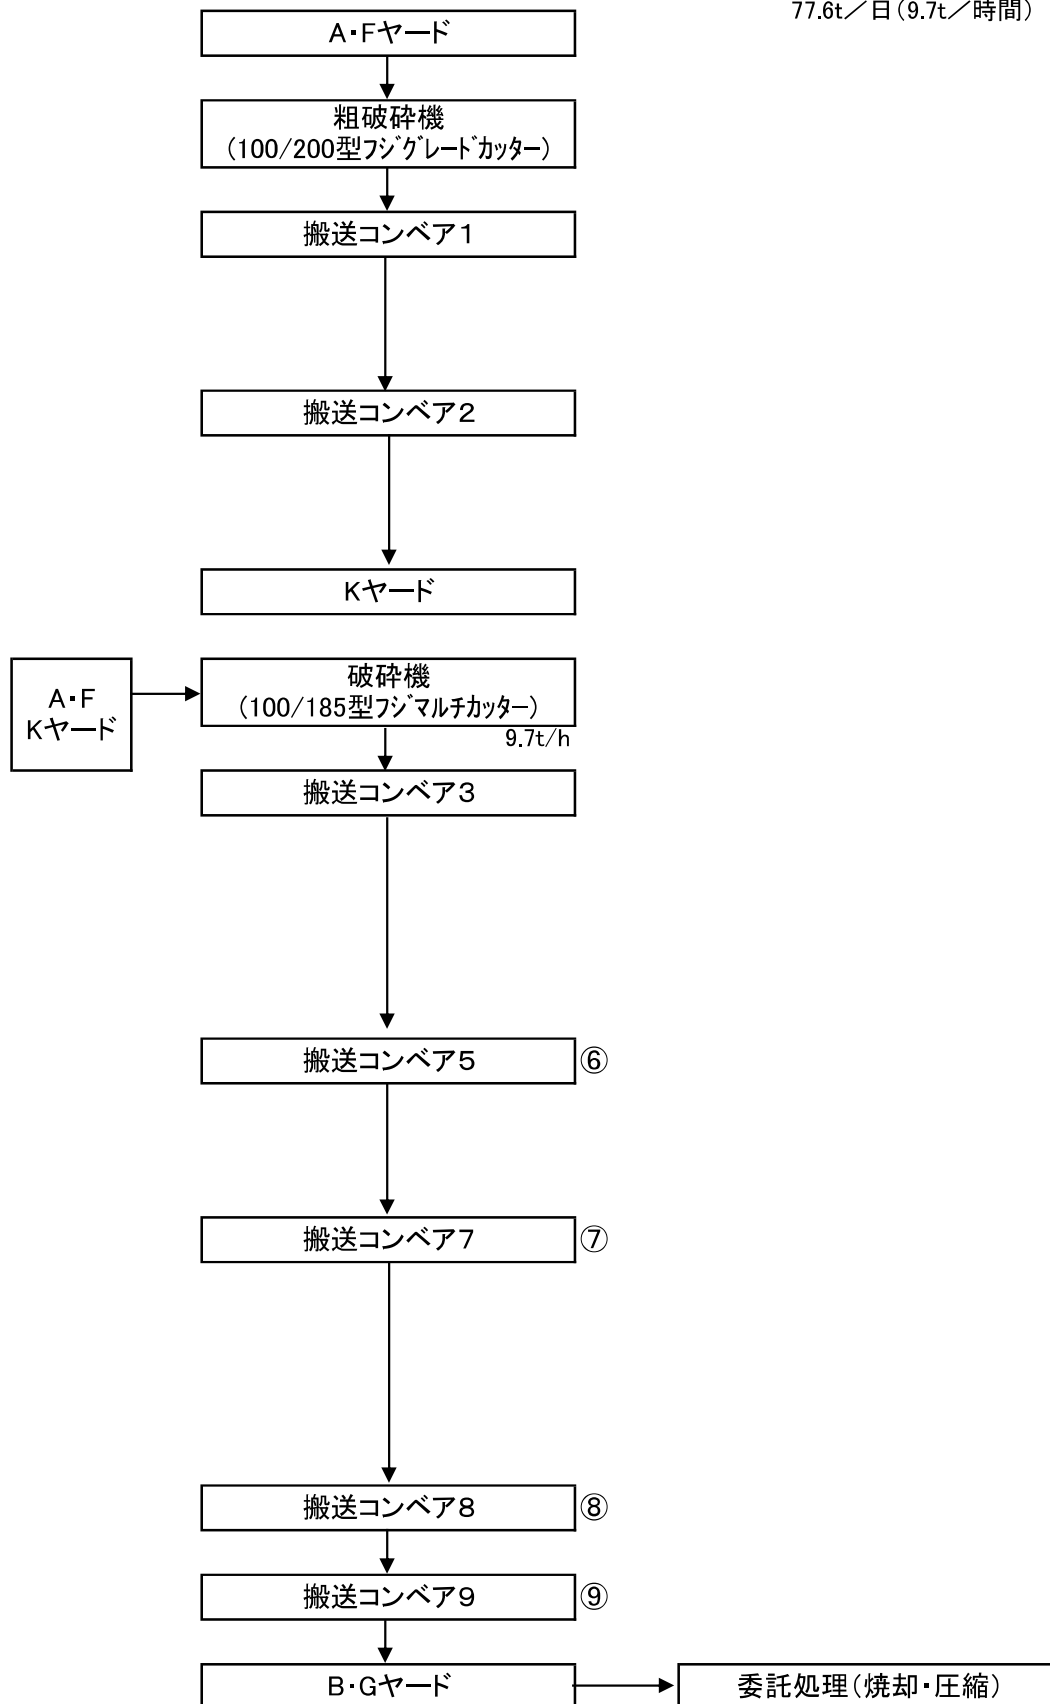 77.6t／日（9.7t／時間）
A・Fヤード
粗破砕機
（100/200型ﾌｼﾞｸﾞﾚｰﾄﾞｶｯﾀｰ）
搬送コンベア1
搬送コンベア2
Kヤード
A・F
Kヤード
破砕機
（100/185型ﾌｼﾞﾏﾙﾁｶｯﾀｰ）
9.7t/h
搬送コンベア3
搬送コンベア5 ⑥
搬送コンベア7 ⑦
搬送コンベア8 ⑧
搬送コンベア9 ⑨
B・Gヤード
委託処理（焼却・圧縮）